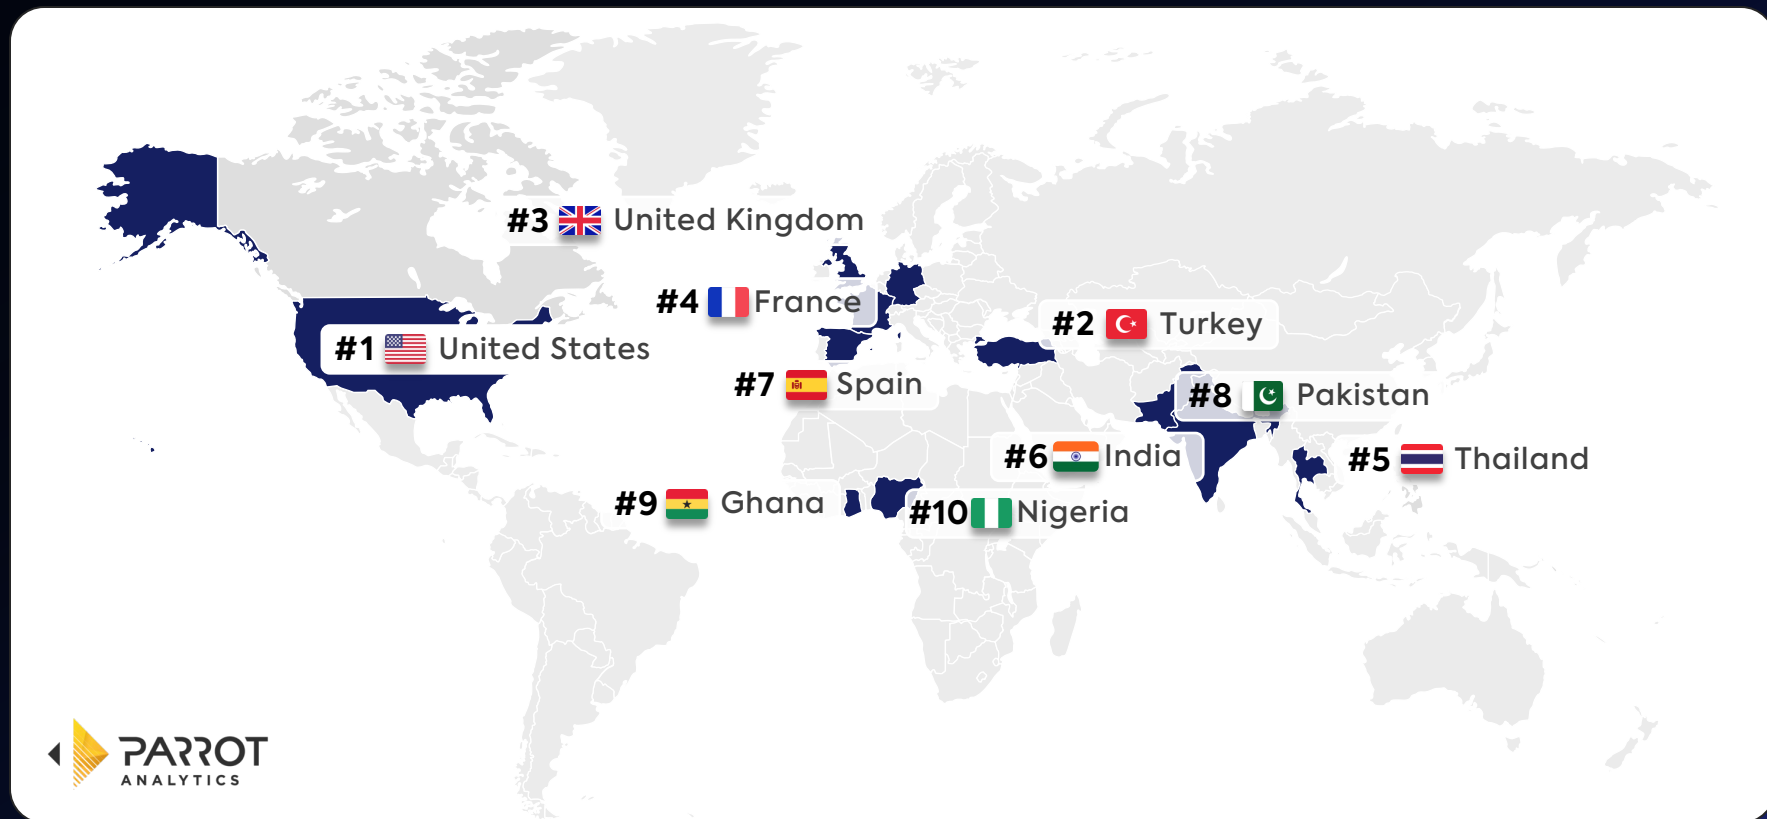 #3 United Kingdom
#4 France
#2 Turkey
#1 United States
#7 Spain
#8 Pakistan
#6 India
#5 Thailand
#9 Ghana
#10 Nigeria
PARROT
ANALYTICS